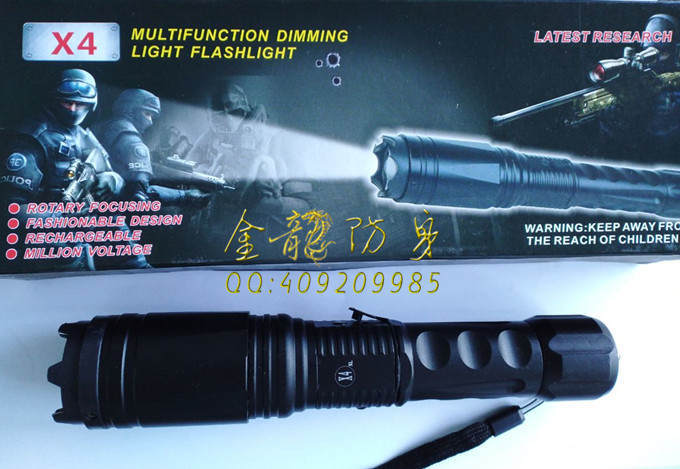 X4
MULTIFUNCTION DIMMING
LIGHT FLASHLIGHT
LATEST RESEARCH
ROTARY FOCUSING
FASHIONABLE DESIGN
RECHARGEABLE
MILLION VOLTAGE
WARNING:KEEP AWAY FRO
THE REACH OF CHILDREN
金龍防身
QQ:409209985
X4